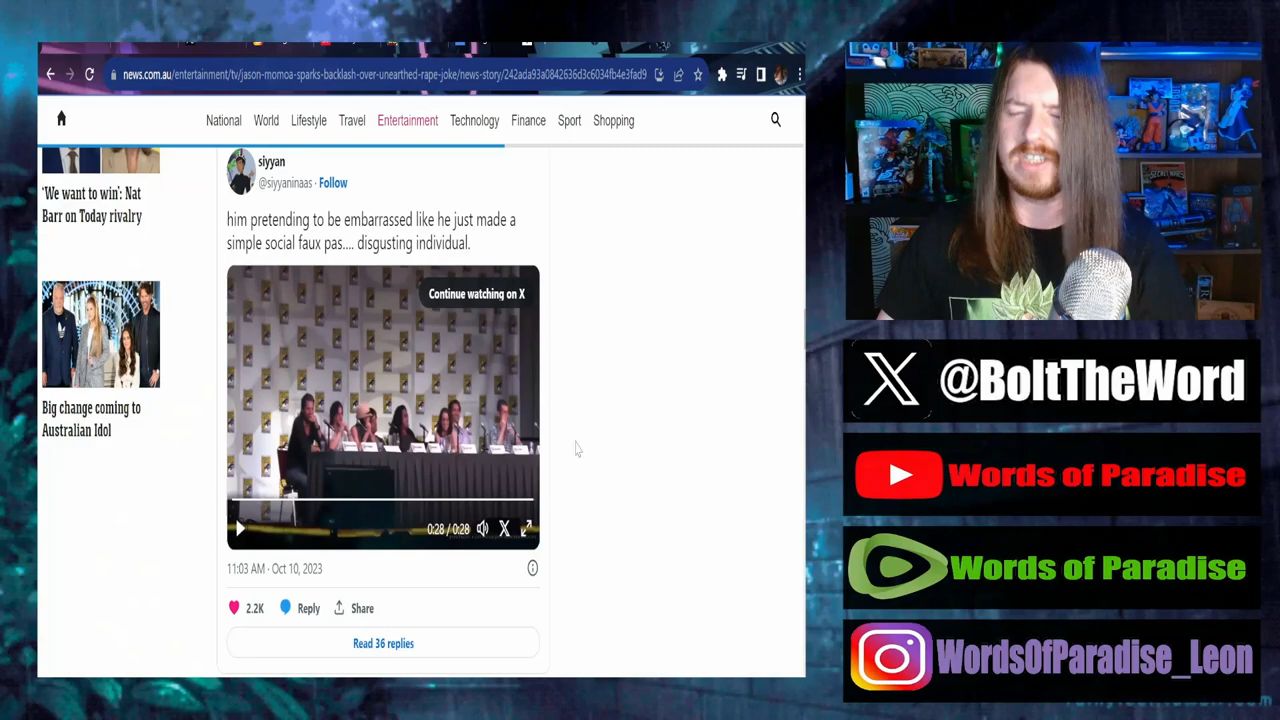 news.com.au/entertainment/tv/jason-momoa-sparks-backlash-over-unearthed-rape-joke/news-story/242ada93a0842636d3c6034fb4e3fad9
National World Lifestyle Travel Entertainment Technology Finance Sport Shopping
'We want to win': Nat
Barr on Today rivalry
Big change coming to
Australian Idol
siyyan
@siyyaninaas · Follow
him pretending to be embarrassed like he just made a
simple social faux pas.... disgusting individual.
Continue watching on X
0:28 / 0:28
11:03 AM · Oct 10, 2023
2.2K Reply Share
Read 36 replies
SECRET WARS
@BoltTheWord
Words of Paradise
Words of Paradise
WordsOfParadise_Leon